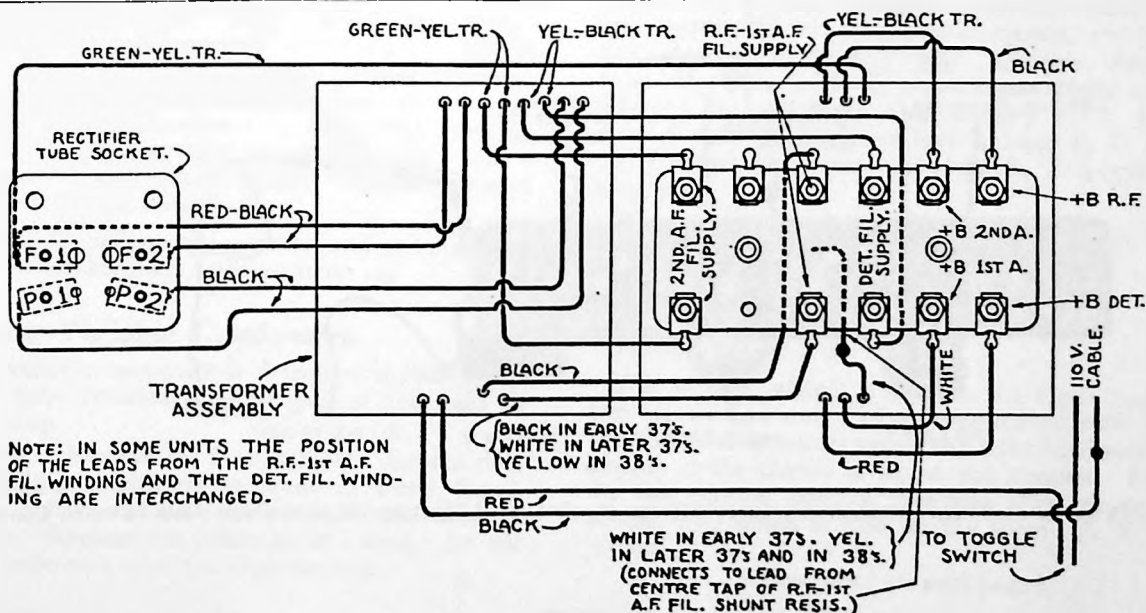 GREEN-YEL.TR.
GREEN-YEL.TR.
YEL-BLACK TR.
R.F.-1ST A.F.
FIL. SUPPLY
YEL-BLACK TR.
BLACK
RECTIFIER
TUBE SOCKET.
RED-BLACK
BLACK
F 1
F 2
P 1
P 2
2ND. A.F.
FIL.
SUPPLY.
DET. FIL.
SUPPLY.
+B R.F.
+B 2ND A.
+B 1ST A.
+B DET.
110 V.
CABLE.
TRANSFORMER
ASSEMBLY
BLACK
WHITE
BLACK IN EARLY 37's.
WHITE IN LATER 37's.
YELLOW IN 38's.
RED
NOTE: IN SOME UNITS THE POSITION
OF THE LEADS FROM THE R.F.-1ST A.F.
FIL. WINDING AND THE DET. FIL. WIND-
ING ARE INTERCHANGED.
RED
BLACK
WHITE IN EARLY 37's. YEL.
IN LATER 37's AND IN 38's.
(CONNECTS TO LEAD FROM
CENTRE TAP OF R.F.-1ST
A.F. FIL. SHUNT RESIS.)
TO TOGGLE
SWITCH